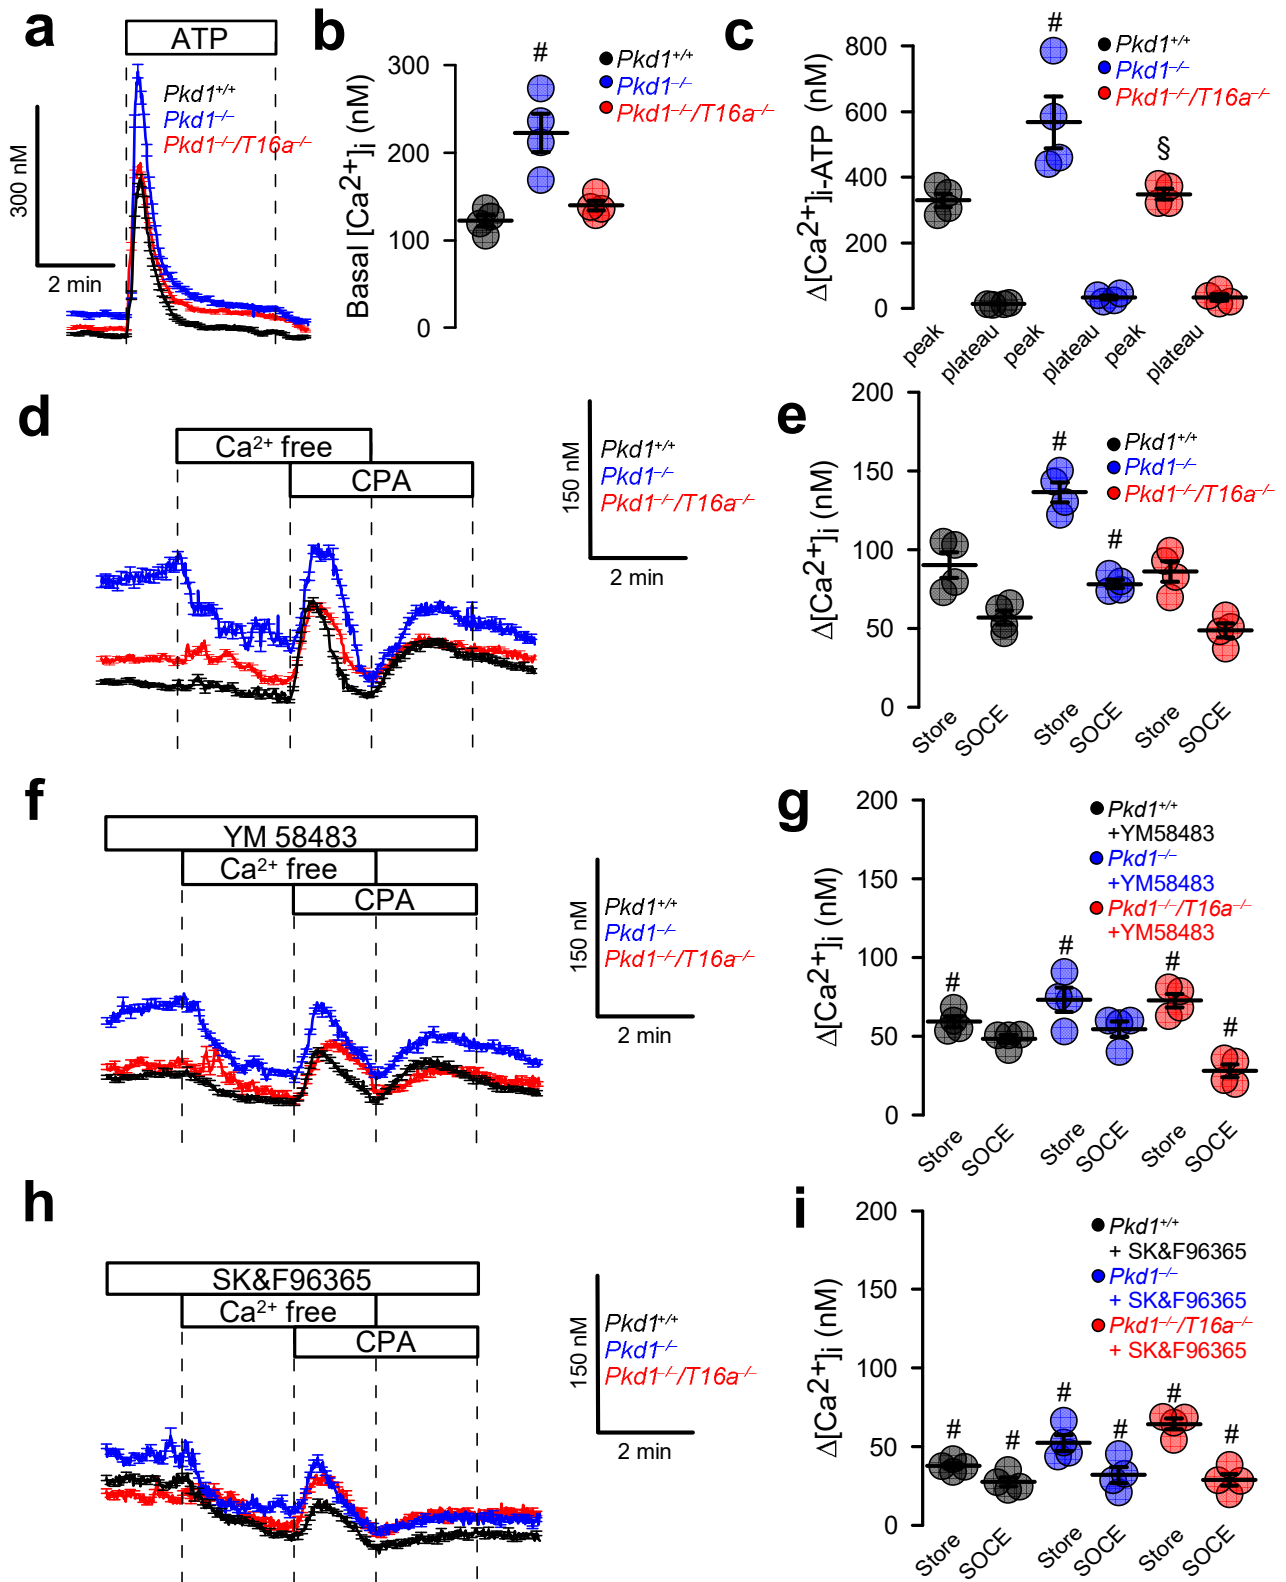 a
ATP
Pkd1+/+
Pkd1–/–
Pkd1–/–/T16a–/–
300 nM
2 min
b
Basal [Ca2+]i (nM)
300
200
100
0
#
Pkd1+/+
Pkd1–/–
Pkd1–/–/T16a–/–
c
Δ[Ca2+]i-ATP (nM)
800
600
400
200
0
#
§
Pkd1+/+
Pkd1–/–
Pkd1–/–/T16a–/–
peak
plateau
peak
plateau
peak
plateau
d
Ca2+ free
CPA
150 nM
2 min
Pkd1+/+
Pkd1–/–
Pkd1–/–/T16a–/–
e
Δ[Ca2+]i (nM)
200
150
100
50
0
#
#
Pkd1+/+
Pkd1–/–
Pkd1–/–/T16a–/–
Store
SOCE
Store
SOCE
Store
SOCE
f
YM 58483
Ca2+ free
CPA
150 nM
2 min
Pkd1+/+
Pkd1–/–
Pkd1–/–/T16a–/–
g
Δ[Ca2+]i (nM)
200
150
100
50
0
Pkd1+/+
+YM58483
Pkd1–/–
+YM58483
Pkd1–/–/T16a–/–
+YM58483
#
#
#
#
Store
SOCE
Store
SOCE
Store
SOCE
h
SK&F96365
Ca2+ free
CPA
150 nM
2 min
Pkd1+/+
Pkd1–/–
Pkd1–/–/T16a–/–
i
Δ[Ca2+]i (nM)
200
150
100
50
0
Pkd1+/+
+ SK&F96365
Pkd1–/–
+ SK&F96365
Pkd1–/–/T16a–/–
+ SK&F96365
#
#
#
#
#
#
Store
SOCE
Store
SOCE
Store
SOCE